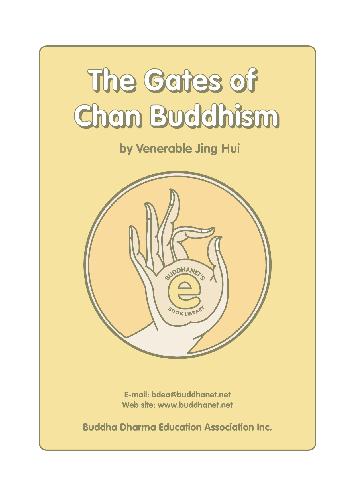 The Gates of
Chan Buddhism
by Venerable Jing Hui
BUDDHANET'S
e
BOOK LIBRARY
E-mail: bdea@buddhanet.net
Web site: www.buddhanet.net
Buddha Dharma Education Association Inc.